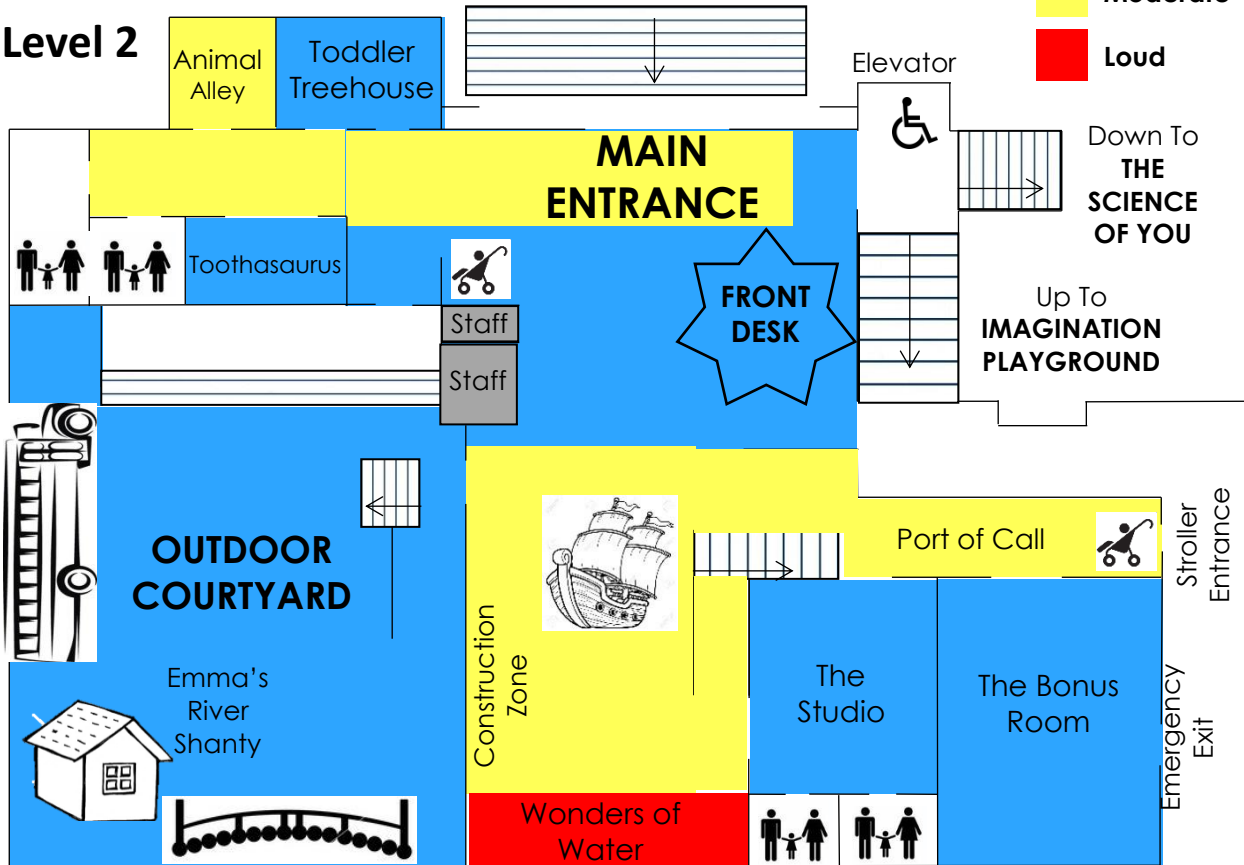 Moderate
Level 2
Loud
Animal
Alley
Toddler
Treehouse
Elevator
MAIN
ENTRANCE
Down To
THE
SCIENCE
OF YOU
Toothasaurus
FRONT
DESK
Up To
IMAGINATION
PLAYGROUND
Staff
Staff
OUTDOOR
COURTYARD
Port of Call
Stroller
Entrance
Construction
Zone
Emma's
River
Shanty
The
Studio
The Bonus
Room
Emergency
Exit
Wonders of
Water